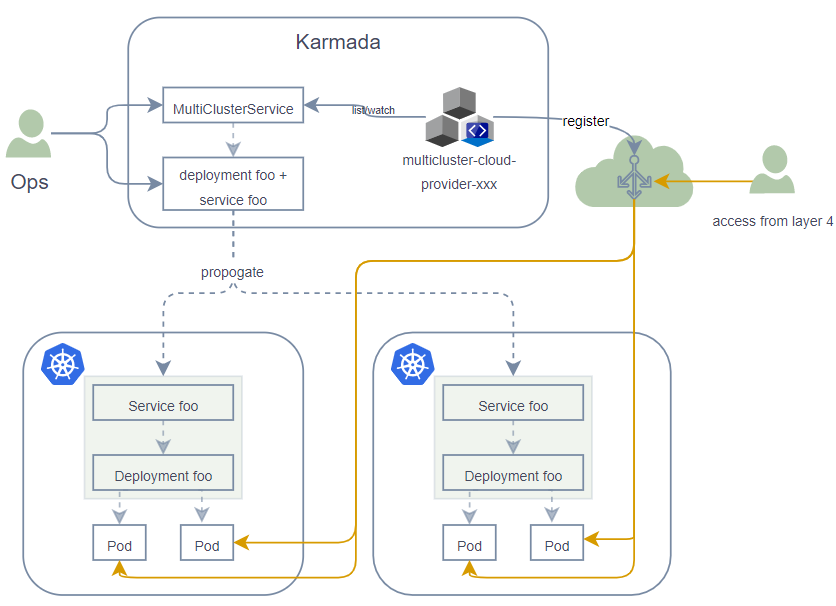 Karmada
MultiClusterService
list/watch
register
multicluster-cloud-
provider-xxx
deployment foo +
service foo
Ops
access from layer 4
propogate
Service foo
Deployment foo
Pod
Pod
Service foo
Deployment foo
Pod
Pod